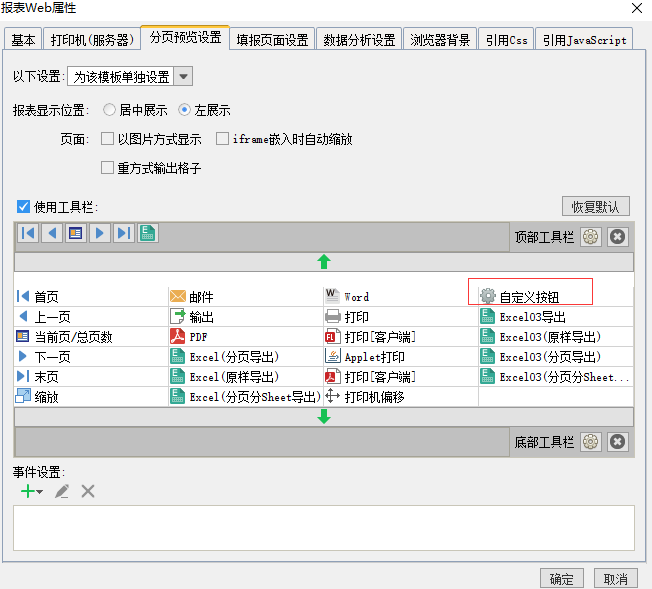 报表Web属性
基本 打印机(服务器) 分页预览设置 填报页面设置 数据分析设置 浏览器背景 引用Css 引用JavaScript
以下设置: 为该模板单独设置
报表显示位置: 居中展示 左展示
页面: 以图片方式显示 iframe嵌入时自动缩放
重方式输出格子
使用工具栏: 恢复默认
顶部工具栏
首页 邮件 Word 自定义按钮
上一页 输出 打印 Excel03导出
当前页/总页数 PDF 打印[客户端] Excel03(原样导出)
下一页 Excel(分页导出) Applet打印 Excel03(分页导出)
末页 Excel(原样导出) 打印[客户端] Excel03(分页分Sheet...
缩放 Excel(分页分Sheet导出) 打印机偏移
底部工具栏
事件设置:
确定 取消